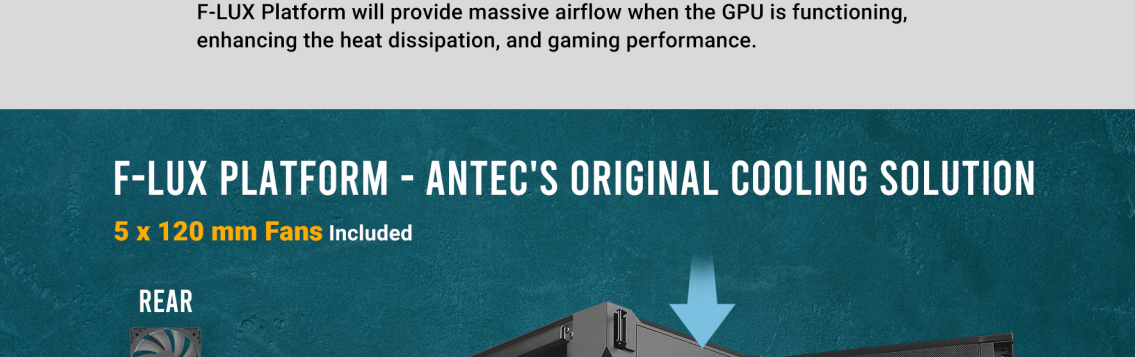 F-LUX Platform will provide massive airflow when the GPU is functioning,
enhancing the heat dissipation, and gaming performance.
F-LUX PLATFORM - ANTEC'S ORIGINAL COOLING SOLUTION
5 x 120 mm Fans Included
REAR